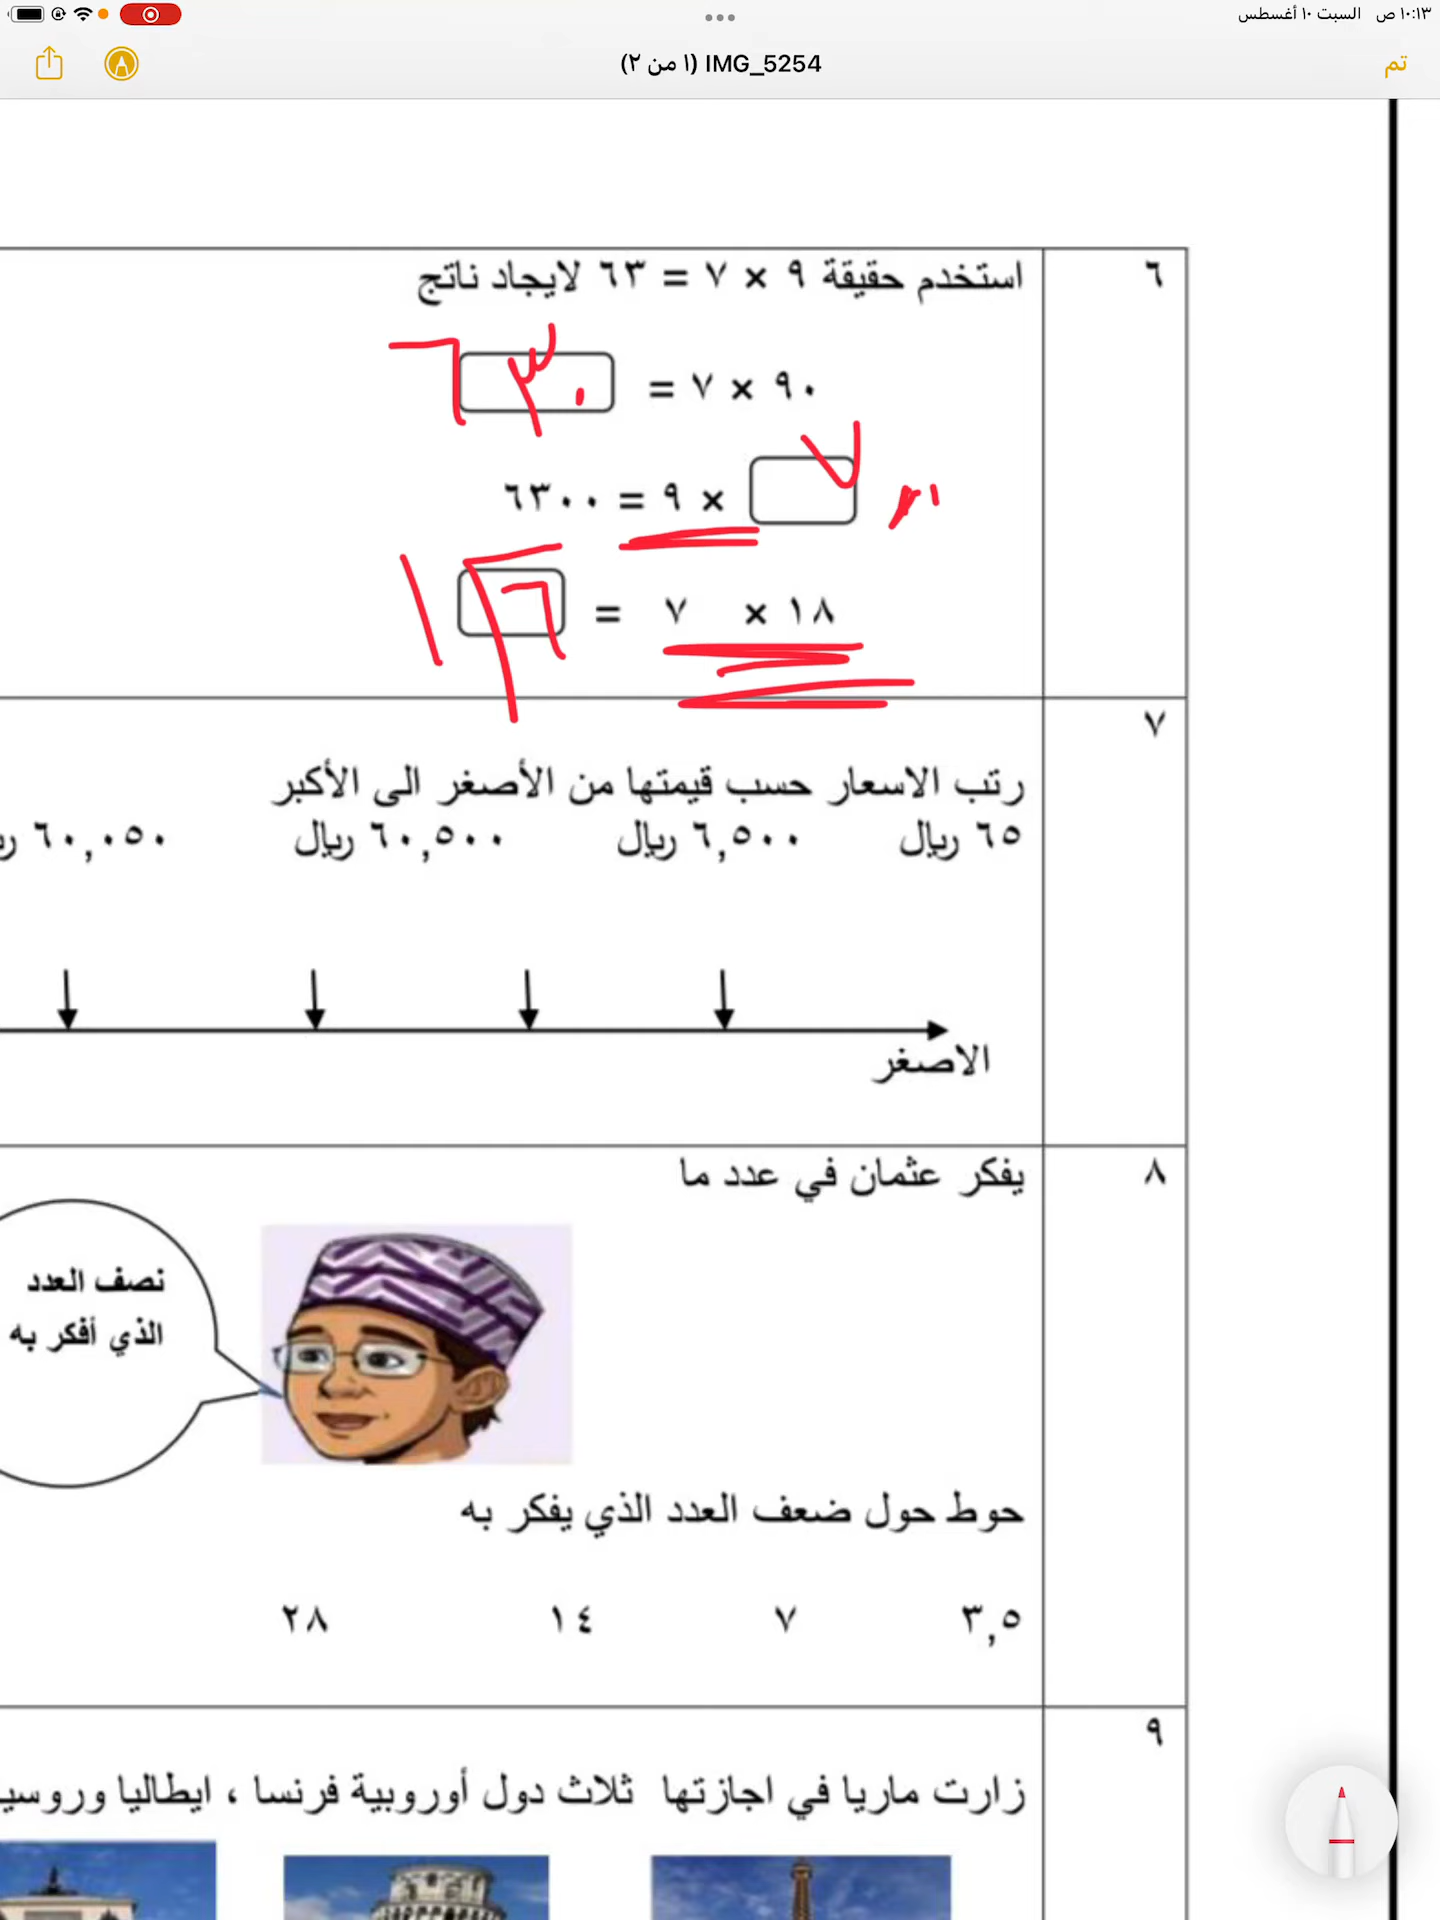 ١٠:١٣ ص السبت ١٠ أغسطس
تم
IMG_5254 (١ من ٢)
٦
استخدم حقيقة ٩ × ٧ = ٦٣ لايجاد ناتج
٩٠ × ٧ = ٦٣٠
٧٠٠ × ٩ = ٦٣٠٠
١٨ × ٧ = ١٢٦
٧
رتب الاسعار حسب قيمتها من الأصغر الى الأكبر
٦٥ ريال ٦,٥٠٠ ريال ٦٠,٥٠٠ ريال ٦٠,٠٥٠
الاصغر
٨
يفكر عثمان في عدد ما
نصف العدد
الذي أفكر به
حوط حول ضعف العدد الذي يفكر به
٣,٥ ٧ ١٤ ٢٨
٩
زارت ماريا في اجازتها ثلاث دول أوروبية فرنسا ، ايطاليا وروسي